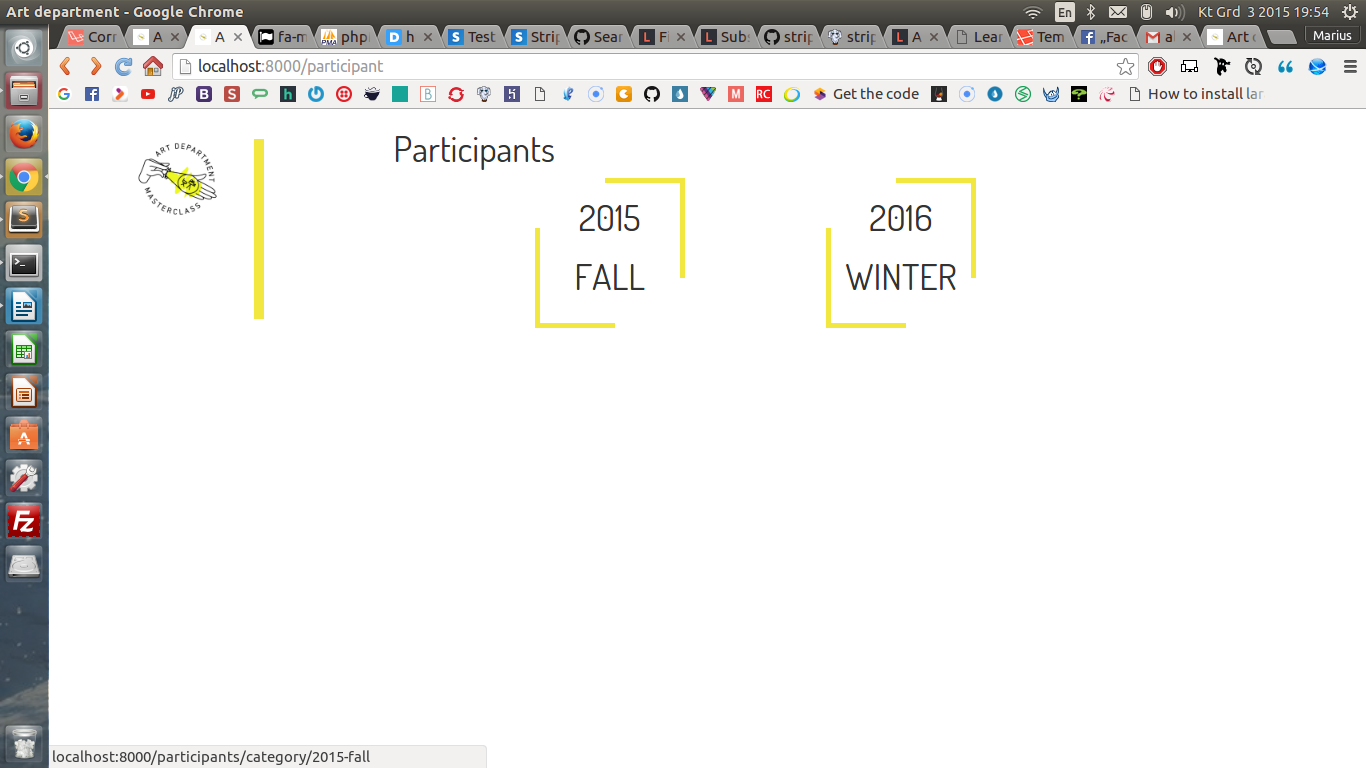 Art department - Google Chrome
En
Kt Grd 3 2015 19:54
Corr
A
A
fa-m
php
h
Test
Strip
Sear
Fi
Subs
strip
strip
A
Lear
Tem
„Fac
al
Art d
Marius
localhost:8000/participant
Get the code
How to install lar
ART DEPARTMENT
MASTERCLASS
Participants
2015
FALL
2016
WINTER
localhost:8000/participants/category/2015-fall